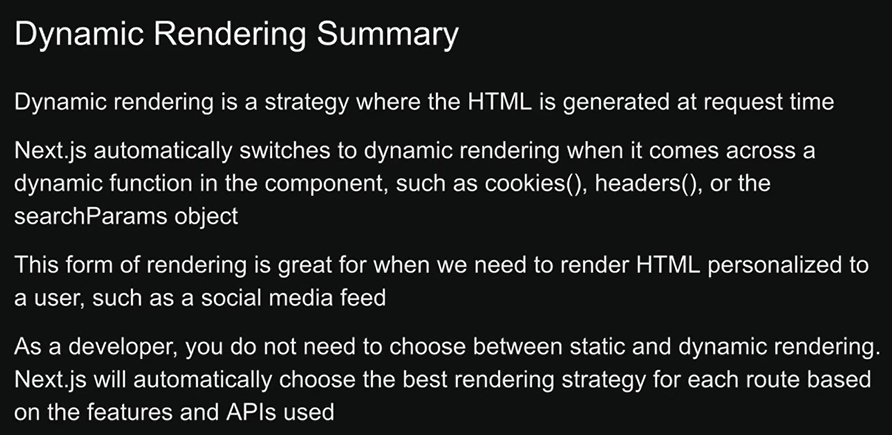 Dynamic Rendering Summary
Dynamic rendering is a strategy where the HTML is generated at request time
Next.js automatically switches to dynamic rendering when it comes across a
dynamic function in the component, such as cookies(), headers(), or the
searchParams object
This form of rendering is great for when we need to render HTML personalized to
a user, such as a social media feed
As a developer, you do not need to choose between static and dynamic rendering.
Next.js will automatically choose the best rendering strategy for each route based
on the features and APIs used